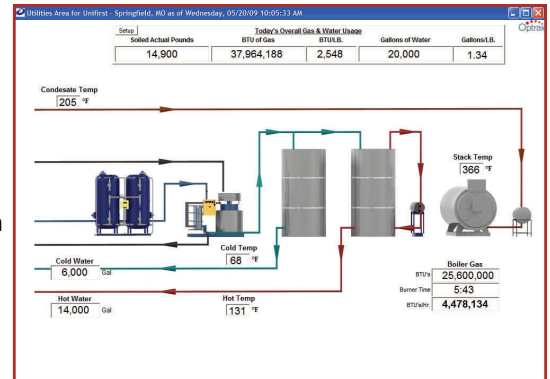 Utilities Area for Unifirst - Springfield, MO as of Wednesday, 05/20/09 10:05:33 AM
Setup
Today's Overall Gas & Water Usage
Optrax
Soiled Actual Pounds BTU of Gas BTU/LB. Gallons of Water Gallons/LB.
14,900 37,964,188 2,548 20,000 1.34
Condesate Temp
205 °F
Stack Temp
366 °F
Cold Temp
68 °F
Cold Water
6,000 Gal
Boiler Gas
BTU's 25,600,000
Burner Time 5:43
BTU's/Hr. 4,478,134
Hot Water
14,000 Gal
Hot Temp
131 °F